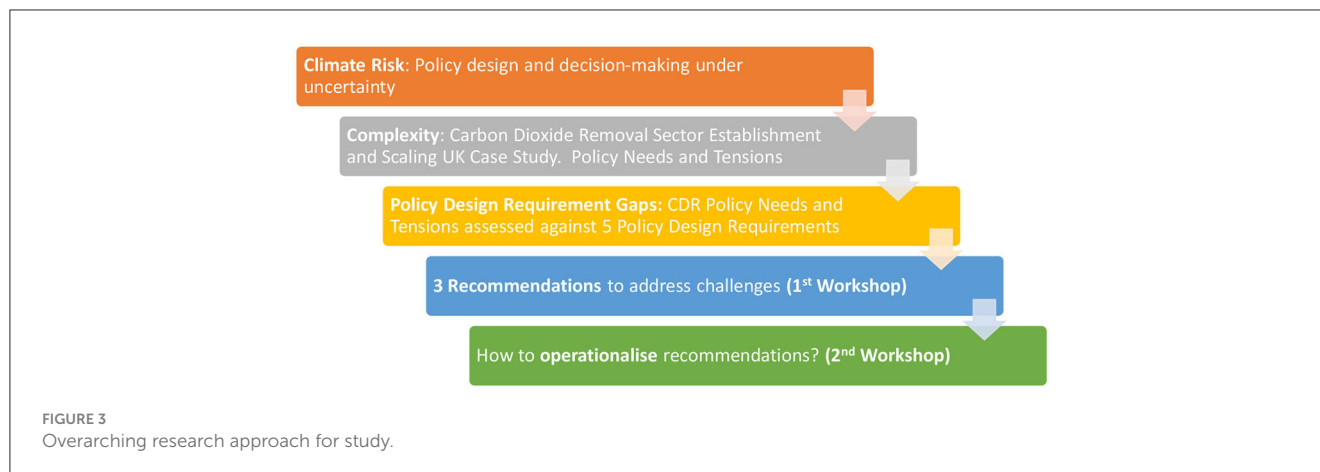 Climate Risk: Policy design and decision-making under
uncertainty
Complexity: Carbon Dioxide Removal Sector Establishment
and Scaling UK Case Study.  Policy Needs and Tensions
Policy Design Requirement Gaps: CDR Policy Needs and
Tensions assessed against 5 Policy Design Requirements
3 Recommendations to address challenges (1st Workshop)
How to operationalise recommendations? (2nd Workshop)
FIGURE 3
Overarching research approach for study.